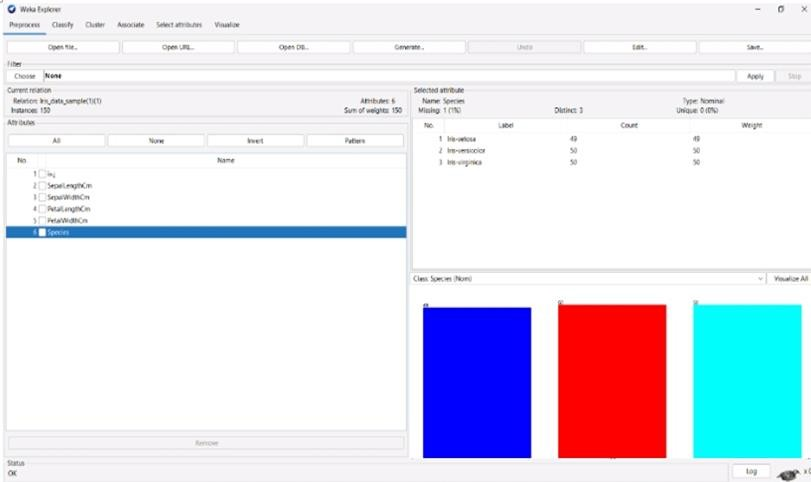 Weka Explorer
Preprocess Classify Cluster Associate Select attributes Visualize
Open file... Open URL... Open DB... Generate... Undo Edit... Save...
Filter
Choose None Apply Stop
Current relation
Relation: Iris_data_sample(1)(1) Attributes: 6
Instances: 150 Sum of weights: 150
Attributes
All None Invert Pattern
No. Name
1
2 SepalLengthCm
3 SepalWidthCm
4 PetalLengthCm
5 PetalWidthCm
6 Species
Remove
Selected attribute
Name: Species Type: Nominal
Missing: 1 (1%) Distinct: 3 Unique: 0 (0%)
No. Label Count Weight
1 Iris-setosa 49 49
2 Iris-versicolor 50 50
3 Iris-virginica 50 50
Class: Species (Nom) Visualize All
49 50 50
Status
OK
Log x 0